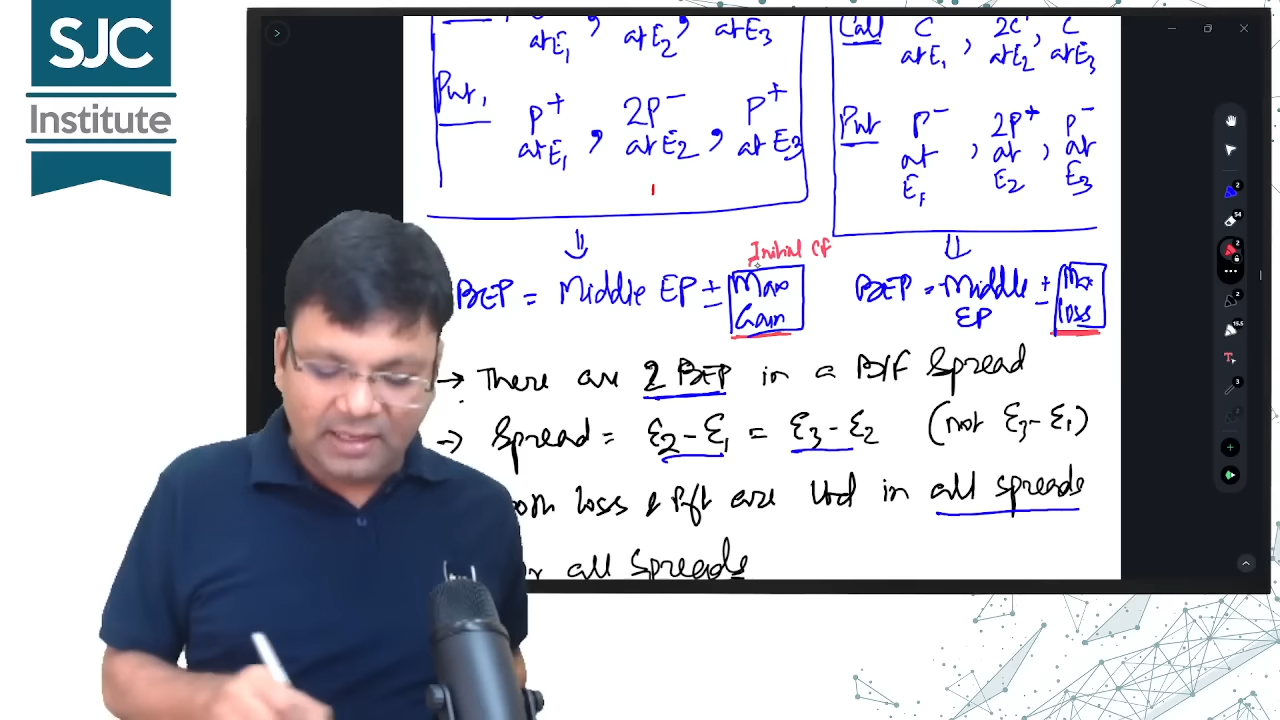 SJC
Institute
at E1, at E2, at E3
Put, P+ at E1, 2P- at E2, P+ at E3
Call C at E1, 2C at E2, C at E3
Put P- at E1, 2P+ at E2, P- at E3
Initial CF
BEP = Middle EP ± Max Gain
BEP = Middle EP ± Max loss
→ There are 2 BEP in a B/F Spread
→ Spread = E2-E1 = E3-E2 (not E3-E1)
loss & Pft are ltd in all spreads
all Spreads